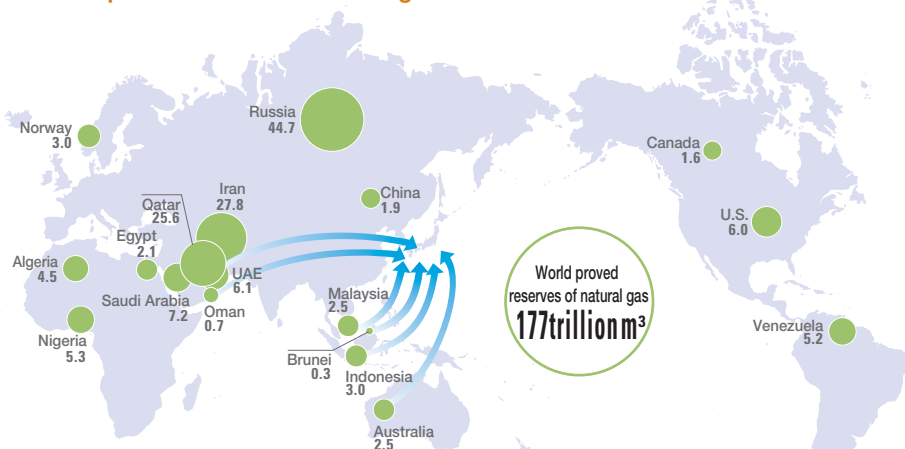 Russia
44.7
Norway
3.0
Canada
1.6
China
1.9
Iran
27.8
Qatar
25.6
U.S.
6.0
Egypt
2.1
Algeria
4.5
UAE
6.1
World proved
reserves of natural gas
177trillionm³
Saudi Arabia
7.2
Oman
0.7
Malaysia
2.5
Nigeria
5.3
Venezuela
5.2
Brunei
0.3
Indonesia
3.0
Australia
2.5